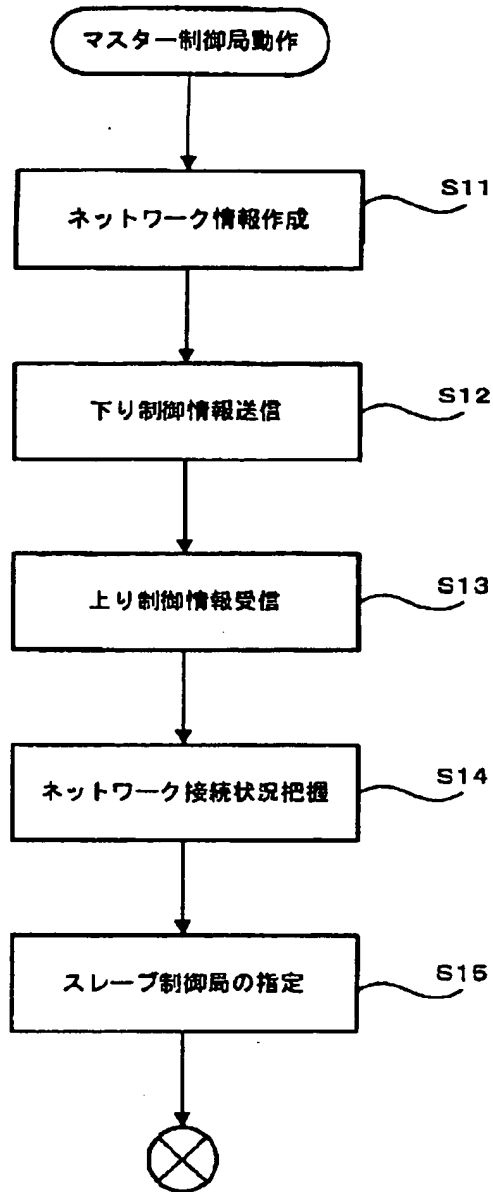 マスター制御局動作
S11
ネットワーク情報作成
S12
下り制御情報送信
S13
上り制御情報受信
S14
ネットワーク接続状況把握
S15
スレーブ制御局の指定